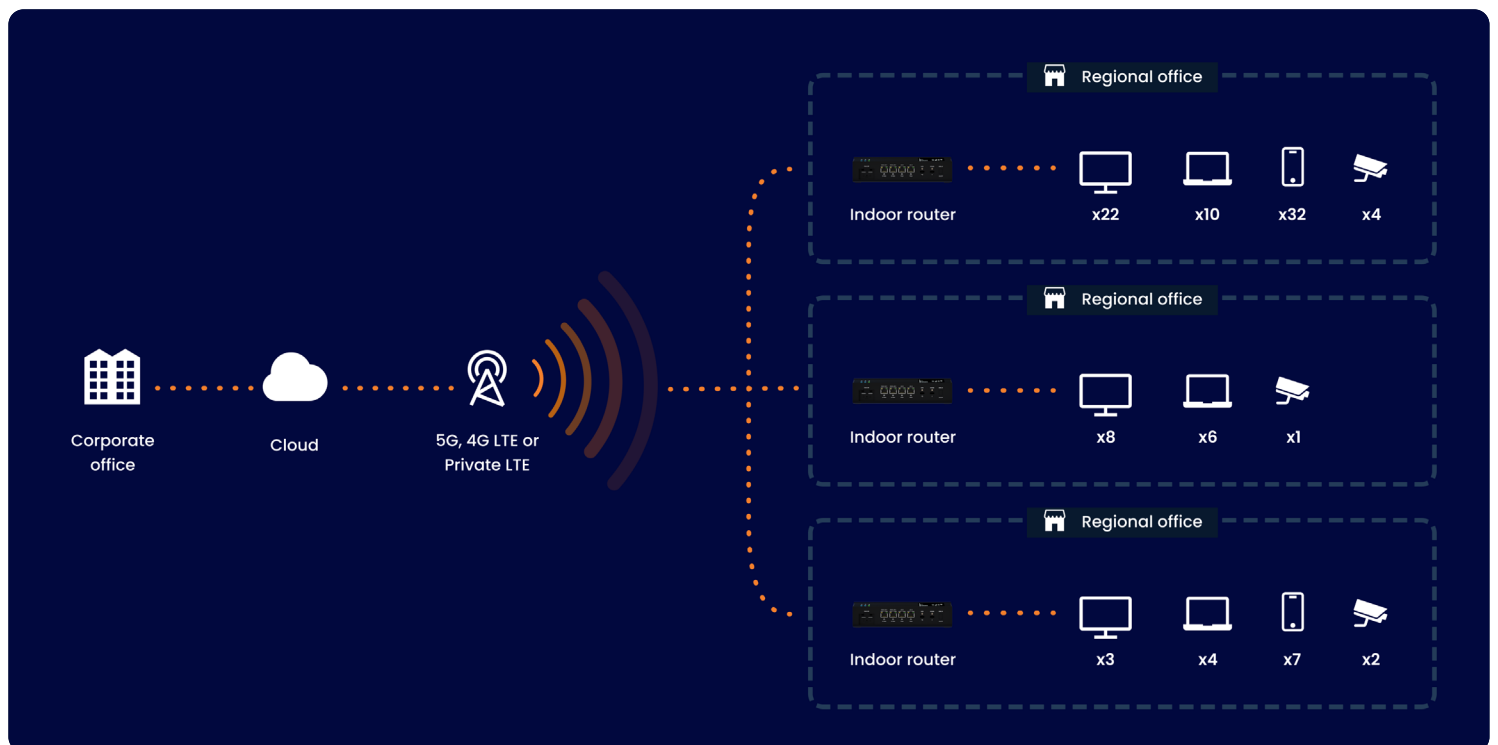 Regional office
Indoor router
x22
x10
x32
x4
Regional office
Corporate
office
Cloud
5G, 4G LTE or
Private LTE
Indoor router
x8
x6
x1
Regional office
Indoor router
x3
x4
x7
x2